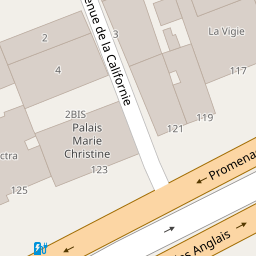 enue de la Californie
La Vigie
2
3
4
117
2BIS
Palais
Marie
Christine
119
121
ctra
123
125
Promena
les Anglais